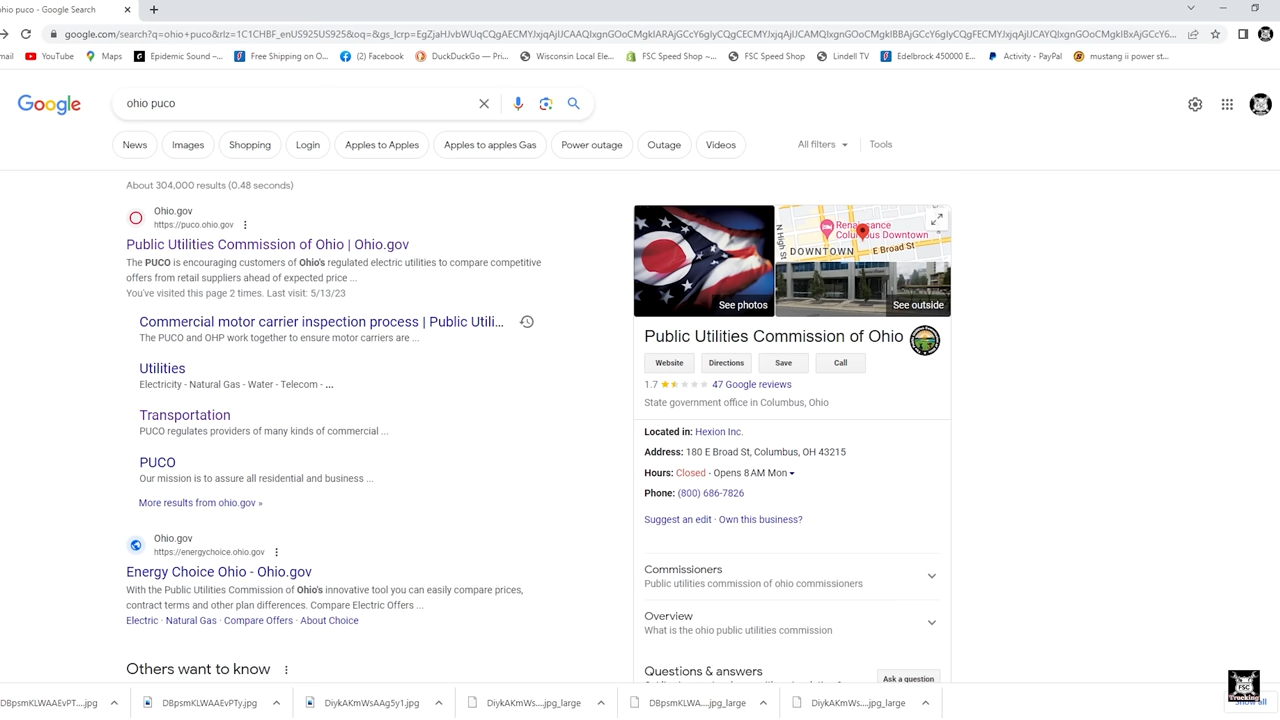 ohio puco - Google Search
google.com/search?q=ohio+puco&rlz=1C1CHBF_enUS925US925&oq=&gs_lcrp=
mail YouTube Maps Epidemic Sound –... Free Shipping on O... (2) Facebook DuckDuckGo — Pri... Wisconsin Local Ele... FSC Speed Shop ~... FSC Speed Shop Lindell TV Edelbrock 450000 E... Activity - PayPal mustang ii power st...
Google
ohio puco
News Images Shopping Login Apples to Apples Apples to apples Gas Power outage Outage Videos All filters Tools
About 304,000 results (0.48 seconds)
Ohio.gov
https://puco.ohio.gov
Public Utilities Commission of Ohio | Ohio.gov
The PUCO is encouraging customers of Ohio's regulated electric utilities to compare competitive
offers from retail suppliers ahead of expected price ...
You've visited this page 2 times. Last visit: 5/13/23
Commercial motor carrier inspection process | Public Utili...
The PUCO and OHP work together to ensure motor carriers are ...
Utilities
Electricity - Natural Gas - Water - Telecom - ...
Transportation
PUCO regulates providers of many kinds of commercial ...
PUCO
Our mission is to assure all residential and business ...
More results from ohio.gov »
Ohio.gov
https://energychoice.ohio.gov
Energy Choice Ohio - Ohio.gov
With the Public Utilities Commission of Ohio's innovative tool you can easily compare prices,
contract terms and other plan differences. Compare Electric Offers ...
Electric · Natural Gas · Compare Offers · About Choice
Others want to know
N High St
Renaissance
Columbus Downtown
DOWNTOWN E Broad St
See photos
See outside
Public Utilities Commission of Ohio
Website Directions Save Call
1.7 47 Google reviews
State government office in Columbus, Ohio
Located in: Hexion Inc.
Address: 180 E Broad St, Columbus, OH 43215
Hours: Closed - Opens 8 AM Mon
Phone: (800) 686-7826
Suggest an edit · Own this business?
Commissioners
Public utilities commission of ohio commissioners
Overview
What is the ohio public utilities commission
Questions & answers
Ask a question
DBpsmKLWAAEvPT....jpg DBpsmKLWAAEvPTy.jpg DiykAKmWsAAg5y1.jpg DiykAKmWs....jpg_large DBpsmKLWA....jpg_large DiykAKmWs....jpg_large
FSC
Trucking
Show all